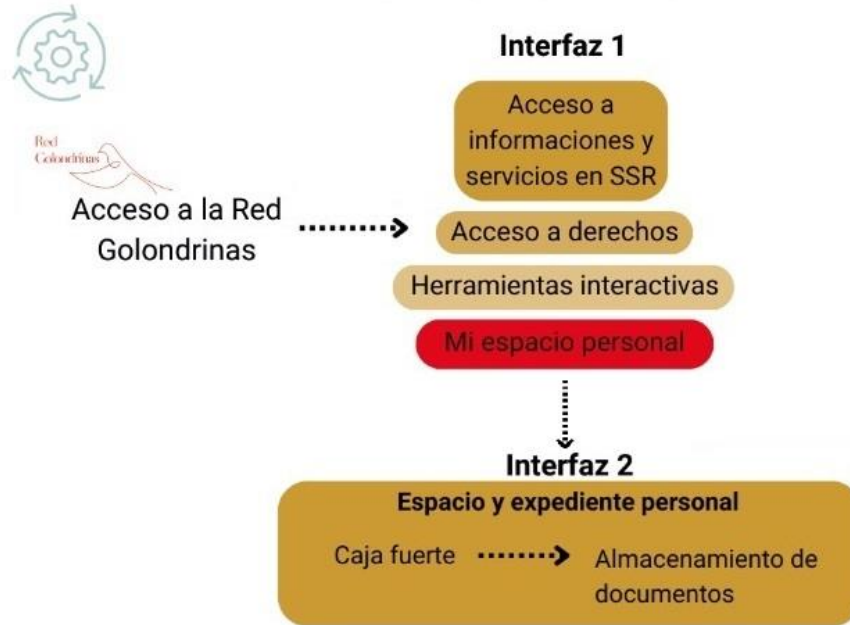 Interfaz 1
Acceso a
informaciones y
servicios en SSR
Red
Golondrinas
Acceso a la Red
Golondrinas
Acceso a derechos
Herramientas interactivas
Mi espacio personal
Interfaz 2
Espacio y expediente personal
Caja fuerte
Almacenamiento de
documentos